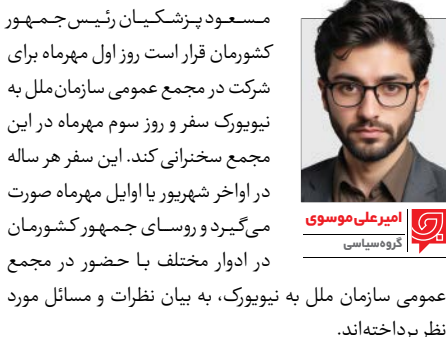 مسعود پزشکیان رئیس‌جمهور
کشورمان قرار است روز اول مهرماه برای
شرکت در مجمع عمومی سازمان‌ملل به
نیویورک سفر و روز سوم مهرماه در این
مجمع سخنرانی کند. این سفر هر ساله
در اواخر شهریور یا اوایل مهرماه صورت
می‌گیرد و روسای جمهور کشورمان
در ادوار مختلف با حضور در مجمع
عمومی سازمان ملل به نیویورک، به بیان نظرات و مسائل مورد
نظر پرداخته‌اند.
امیرعلی موسوی
گروه سیاسی